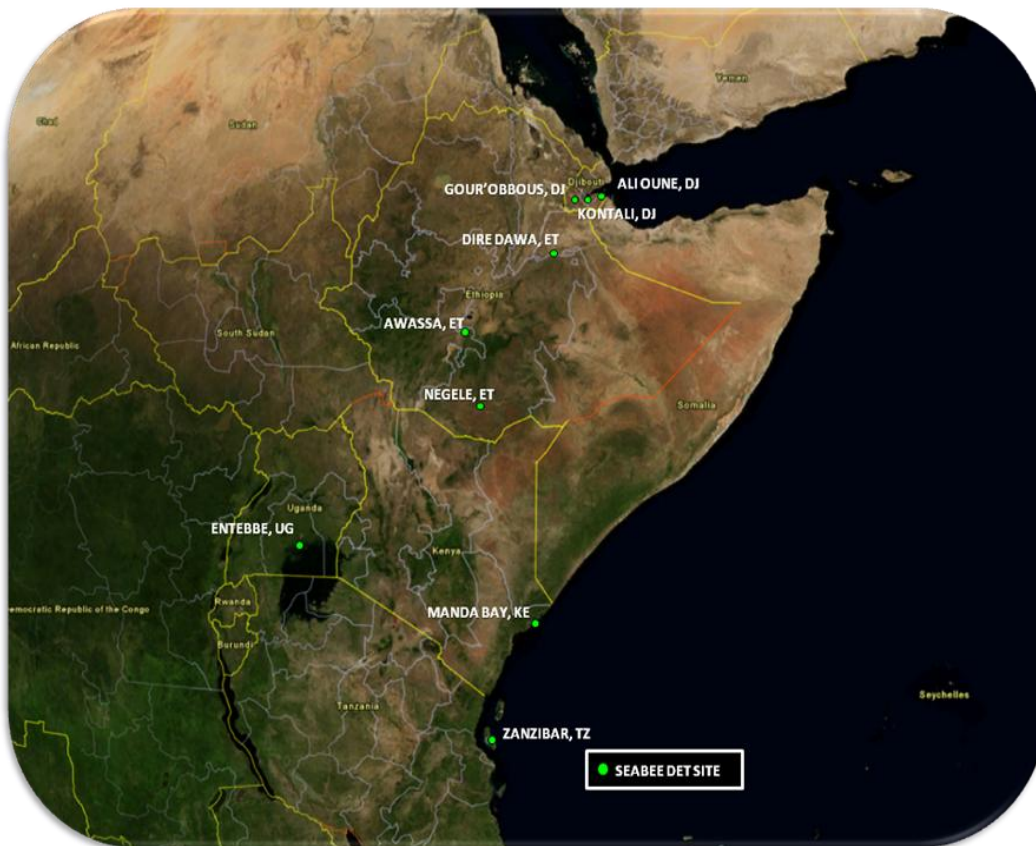 Yemen
Chad
Sudan
Djibouti
ALI OUNE, DJ
GOUR'OBBOUS, DJ
KONTALI, DJ
DIRE DAWA, ET
Ethiopia
AWASSA, ET
South Sudan
African Republic
NEGELE, ET
Somalia
Uganda
ENTEBBE, UG
Kenya
Rwanda
Democratic Republic of the Congo
MANDA BAY, KE
Burundi
Seychelles
Tanzania
ZANZIBAR, TZ
SEABEE DET SITE